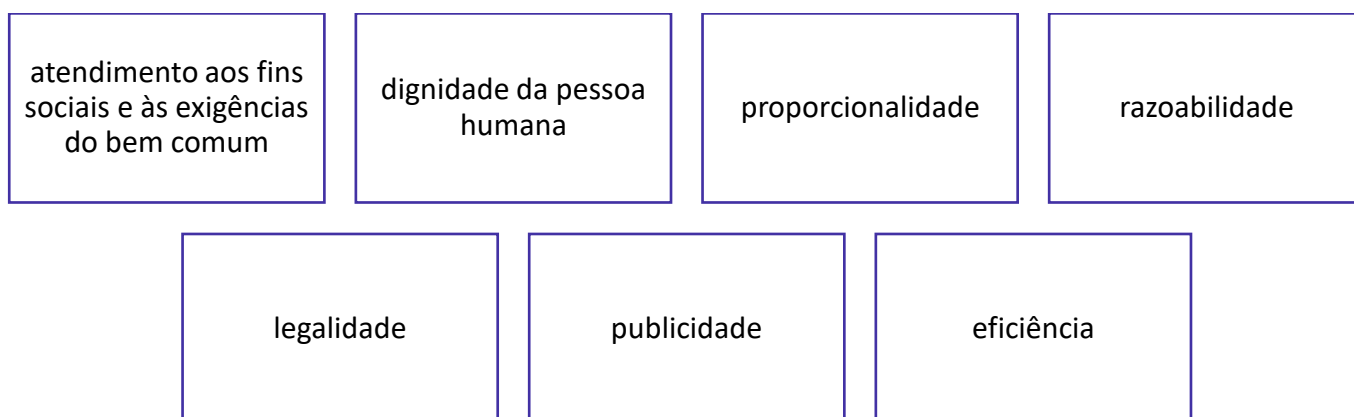 atendimento aos fins
sociais e às exigências
do bem comum
dignidade da pessoa
humana
proporcionalidade
razoabilidade
legalidade
publicidade
eficiência